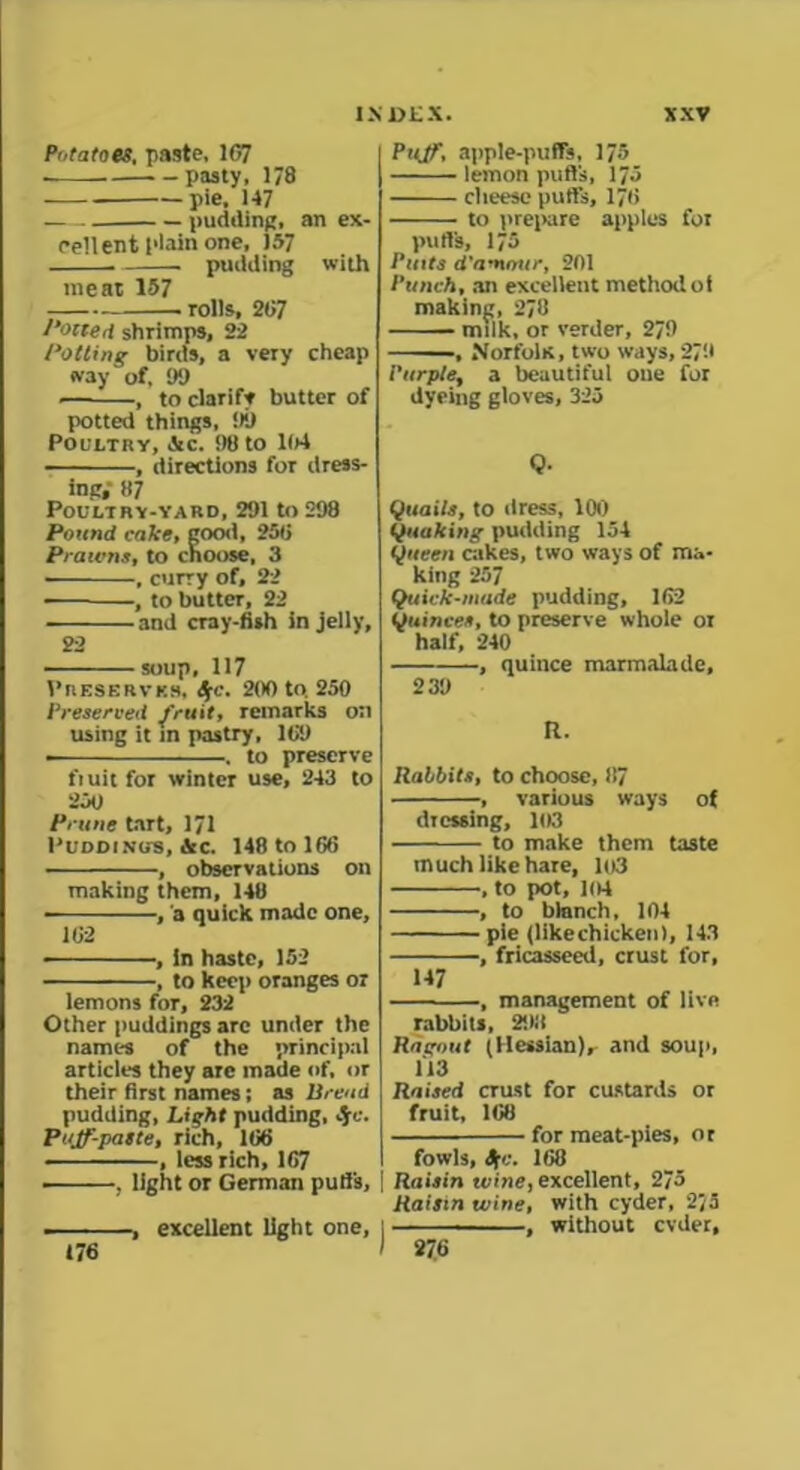 INDEX. XXV
Potatoes, paste, 167
——— — pasty, 178
——— pie, 147
——— — pudding, an ex-
cellent plain one, 157
——— pudding with
meat 157
——— rolls, 267
Potted shrimps, 22
Potting birds, a very cheap
way of, 99
———, to clarify butter of
potted things, 99
POULTRY, &c. 98 to 104
———, directions for dress-
ing, 87
POULTRY-YARD, 291 to 298
Pound cake, good, 256
Prawns, to choose, 3
———, curry of, 22
———, to butter, 22
——— and cray-fish in jelly,
22
——— soup, 117
PRESERVES, &c. 200 to 250
Preserved fruit, remarks on
using it in pastry, 169
———, to preserve
fruit for winter use, 243 to
250
Prune tart, 171
PUDDINGS, &c. 148 to 166
———, observations on
making them, 148
———, a quick made one,
162
———, in haste, 152
———, to keep oranges or
lemons for, 232
Other puddings are under the
names of the principal
articles they are made of, or
their first names; as Bread
pudding, Light pudding, &c.
Puff-paste, rich, 166
———, less rich, 167
———, light or German puffs,
———, excellent light one,
176
Puff, apple-puffs, 175
——— lemon puffs, 175
——— cheese puffs, 176
——— to prepare apples for
puffs, 175
Puits d'amour, 201
Punch, an excellent method of
making, 278
——— milk, or verder, 279
———, Norfolk, two ways, 279
Purple, a beautiful one for
dyeing gloves, 325
Q.
Quails, to dress, 100
Quaking pudding 154
Queen cakes, two ways of ma-
king 257
Quick-made pudding, 162
Quinces, to preserve whole or
half, 240
———, quince marmalade,
239
R.
Rabbits, to choose, 87
———, various ways of
dressing, 103
——— to make them taste
much like hare, 103
———, to pot, 104
———, to blanch, 104
——— pie (like chicken), 143
———, fricasseed, crust for,
147
———, management of live
rabbits, 298
Ragout (Hessian), and soup,
113
Raised crust for custards or
fruit, 168
——— for meat-pies, or
fowls, &c. 168
Raisin wine, excellent, 275
Raisin wine, with cyder, 275
———, without cyder,
276